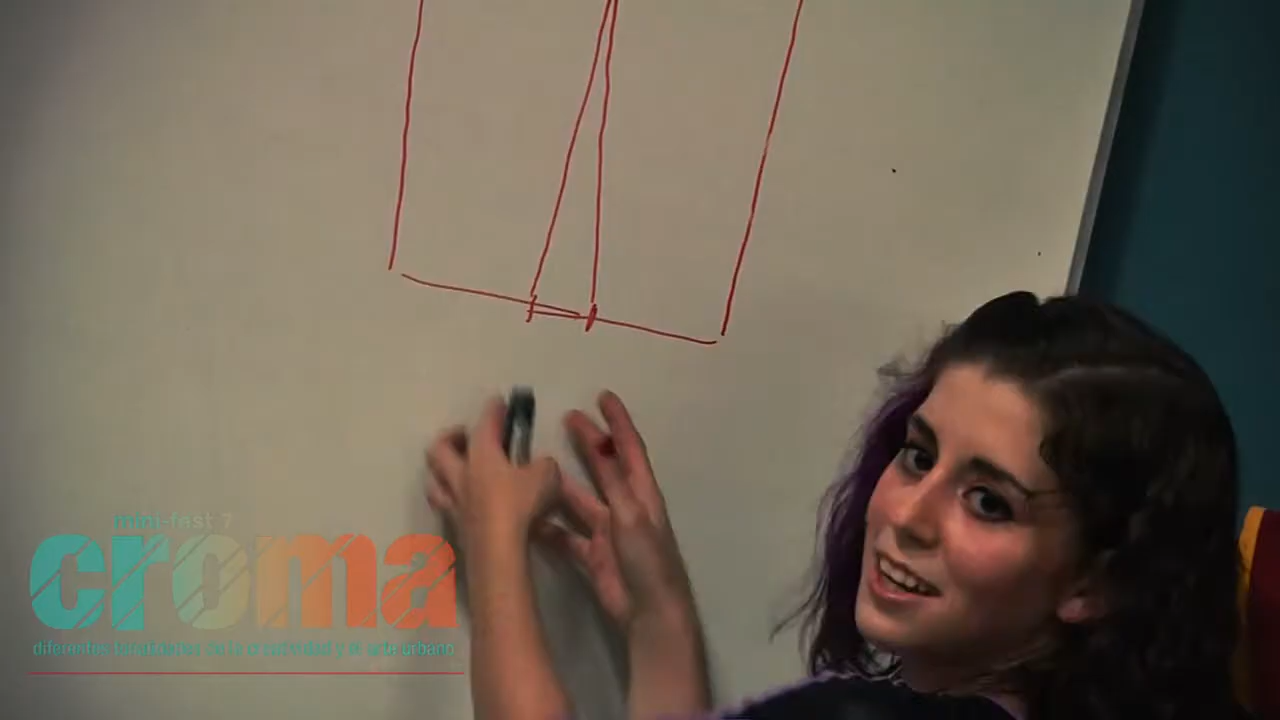 mini-fest 7
croma
diferentes tonalidades de la creatividad y el arte urbano